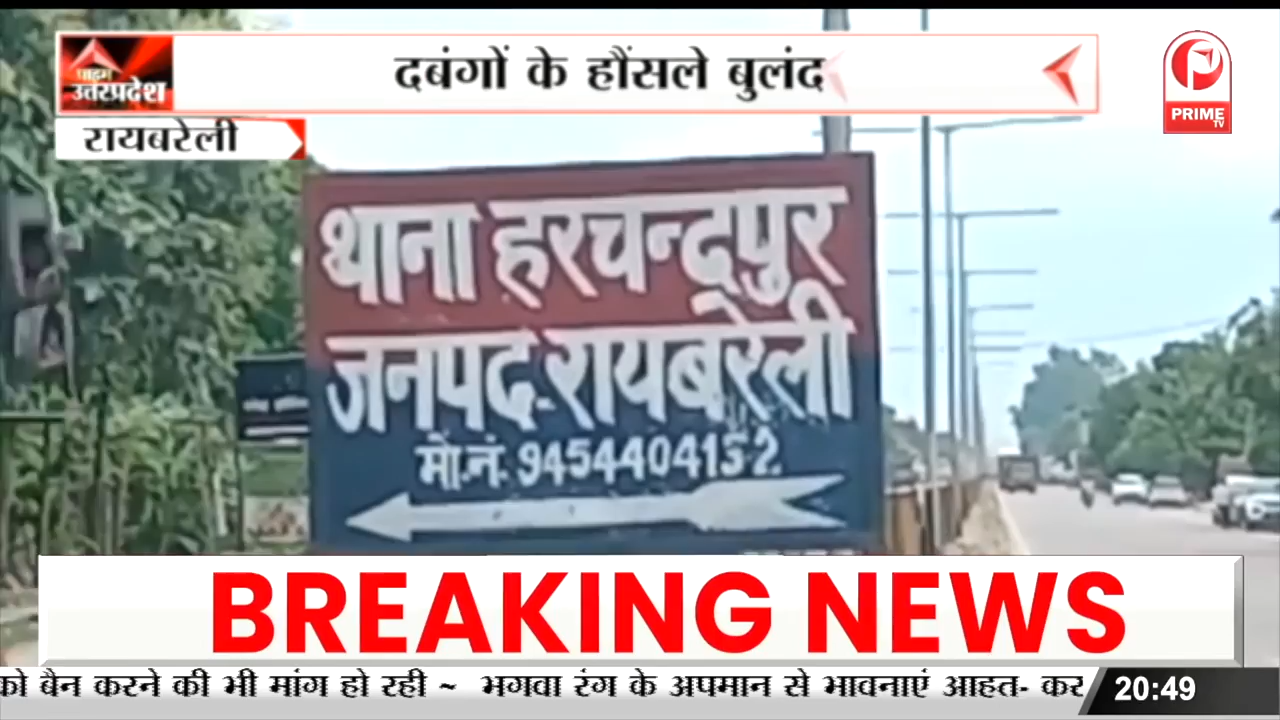 प्राइम
उत्तरप्रदेश
दबंगों के हौंसले बुलंद
PRIME
TV
रायबरेली
थाना हरचन्दपुर
जनपद-रायबरेली
मो.नं. 9454404152
BREAKING NEWS
को बैन करने की भी मांग हो रही ~ भगवा रंग के अपमान से भावनाएं आहत- कर
20:49